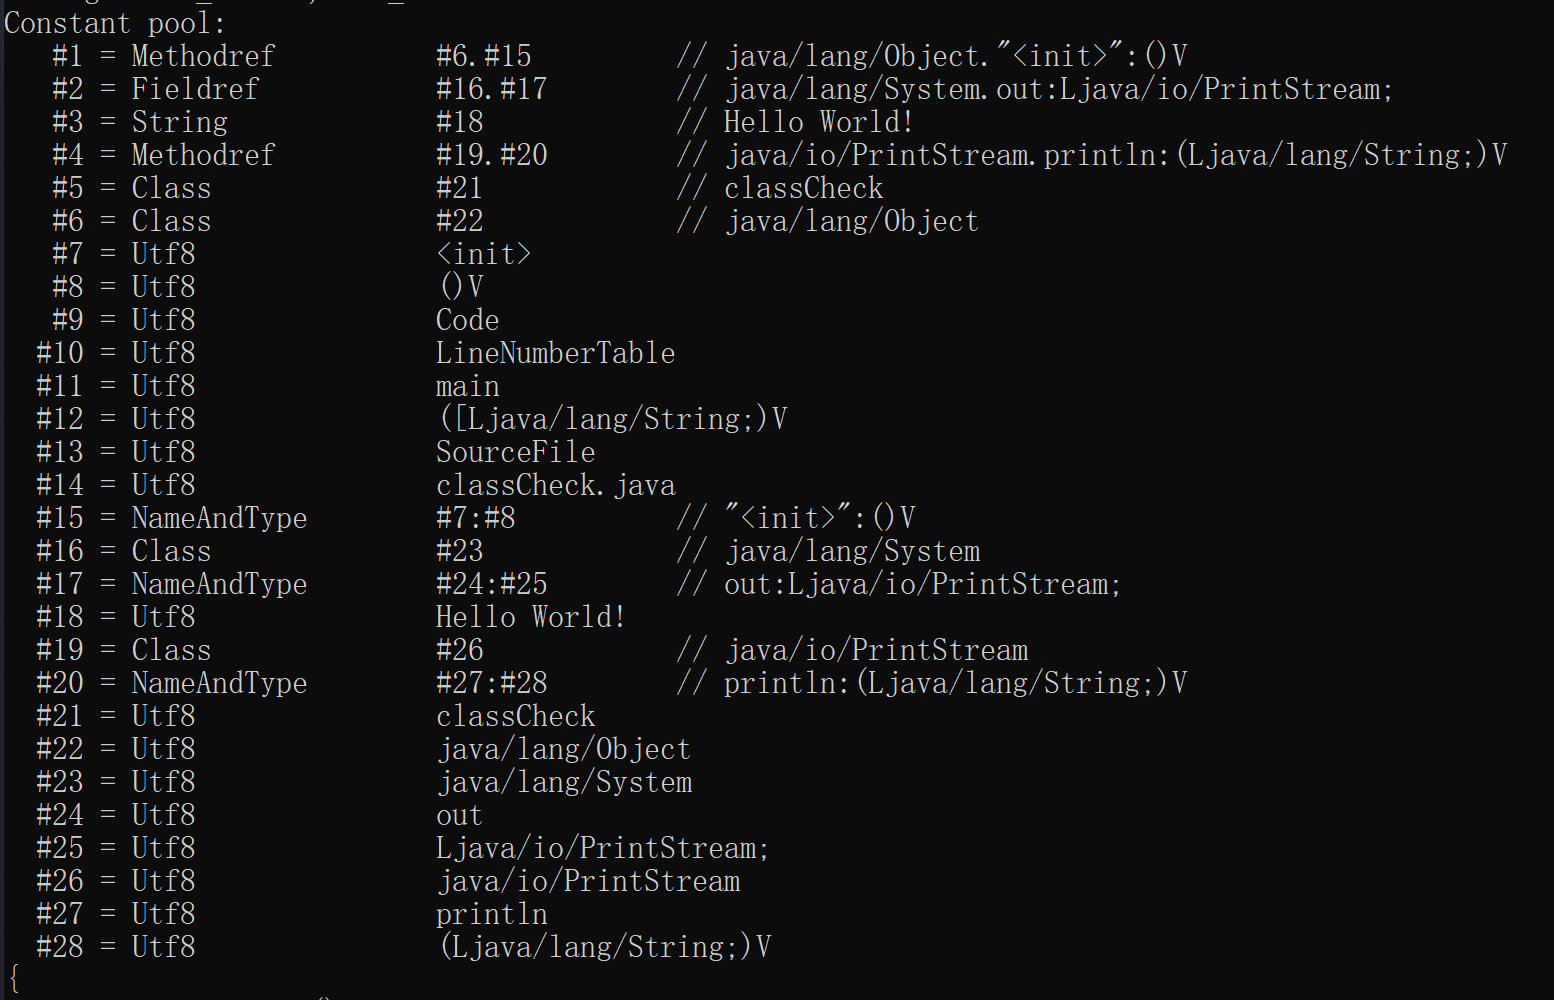 Constant pool:
   #1 = Methodref          #6.#15         // java/lang/Object."<init>":()V
   #2 = Fieldref           #16.#17        // java/lang/System.out:Ljava/io/PrintStream;
   #3 = String             #18            // Hello World!
   #4 = Methodref          #19.#20        // java/io/PrintStream.println:(Ljava/lang/String;)V
   #5 = Class              #21            // classCheck
   #6 = Class              #22            // java/lang/Object
   #7 = Utf8               <init>
   #8 = Utf8               ()V
   #9 = Utf8               Code
  #10 = Utf8               LineNumberTable
  #11 = Utf8               main
  #12 = Utf8               ([Ljava/lang/String;)V
  #13 = Utf8               SourceFile
  #14 = Utf8               classCheck.java
  #15 = NameAndType        #7:#8          // "<init>":()V
  #16 = Class              #23            // java/lang/System
  #17 = NameAndType        #24:#25        // out:Ljava/io/PrintStream;
  #18 = Utf8               Hello World!
  #19 = Class              #26            // java/io/PrintStream
  #20 = NameAndType        #27:#28        // println:(Ljava/lang/String;)V
  #21 = Utf8               classCheck
  #22 = Utf8               java/lang/Object
  #23 = Utf8               java/lang/System
  #24 = Utf8               out
  #25 = Utf8               Ljava/io/PrintStream;
  #26 = Utf8               java/io/PrintStream
  #27 = Utf8               println
  #28 = Utf8               (Ljava/lang/String;)V
{